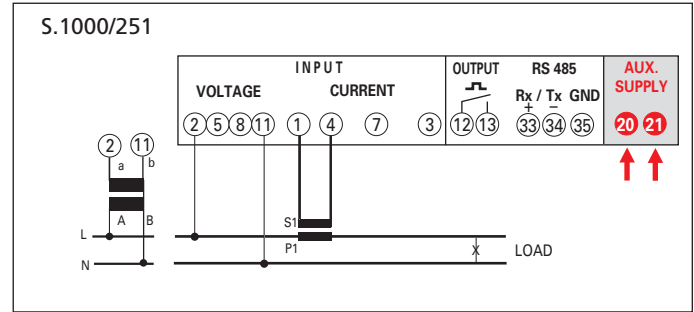 S.1000/251
INPUT OUTPUT RS 485 AUX. SUPPLY
VOLTAGE CURRENT Rx / Tx GND
+ −
2 5 8 11 1 4 7 3 12 13 33 34 35 20 21
2 11
a b
A B
S1
L P1 X LOAD
N